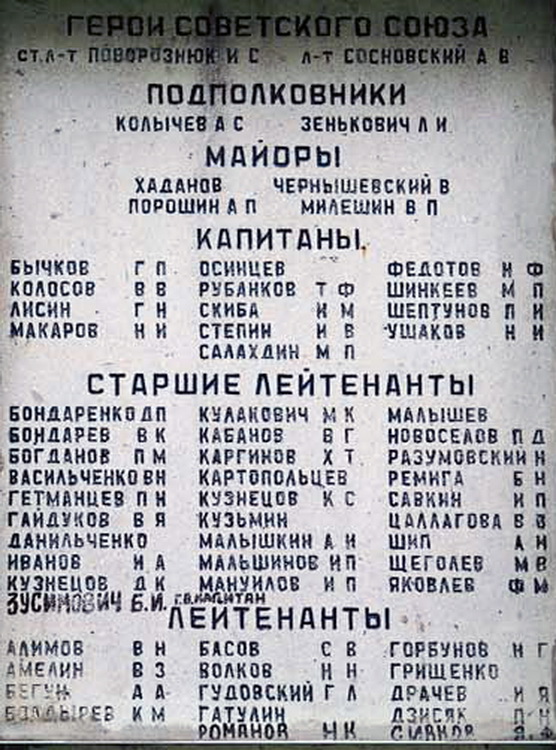 ГЕРОИ СОВЕТСКОГО СОЮЗА
СТ.Л-Т ПОВОРОЗНЮК И С Л-Т СОСНОВСКИЙ А В
ПОДПОЛКОВНИКИ
КОЛЫЧЕВ А С ЗЕНЬКОВИЧ Л И
МАЙОРЫ
ХАДАНОВ ЧЕРНЫШЕВСКИЙ В
ПОРОШИН А П МИЛЕШИН В П
КАПИТАНЫ.
БЫЧКОВ Г П ОСИНЦЕВ ФЕДОТОВ И Ф
КОЛОСОВ В В РУБАНКОВ Т Ф ШИНКЕЕВ М П
ЛИСИН Г Н СКИБА И М ШЕПТУНОВ П И
МАКАРОВ Н И СТЕПИН И В УШАКОВ Н И
САЛАХДИН М П
СТАРШИЕ ЛЕЙТЕНАНТЫ
БОНДАРЕНКО Д П КУЛАКОВИЧ М К МАЛЫШЕВ
БОНДАРЕВ В К КАБАНОВ В Г НОВОСЕЛОВ П Д
БОГДАНОВ П М КАРГИНОВ Х Т РАЗУМОВСКИЙ Н
ВАСИЛЬЧЕНКО В Н КАРТОПОЛЬЦЕВ РЕМИГА Б Н
ГЕТМАНЦЕВ П Н КУЗНЕЦОВ К С САВКИН И П
ГАЙДУКОВ В Я КУЗЬМИН ЦАЛЛАГОВА В
ДАНИЛЬЧЕНКО МАЛЫШКИН А И ШИП А И
ИВАНОВ И А МАЛЬШИНОВ И П ЩЕГОЛЕВ М В
КУЗНЕЦОВ Д К МАНУИЛОВ И П ЯКОВЛЕВ Ф М
ЗУСИМОВИЧ Б.И. Г.В.КАПИТАН
ЛЕЙТЕНАНТЫ
АЛИМОВ В Н БАСОВ С В ГОРБУНОВ Н Г
АМЕЛИН В З ВОЛКОВ Н Н ГРИЩЕНКО
БЕГУН А А ГУДОВСКИЙ Г Л ДРАЧЕВ И Я
БОЛДЫРЕВ К М ГАТУЛИН ДЗИСЯК П Н
РОМАНОВ Н К